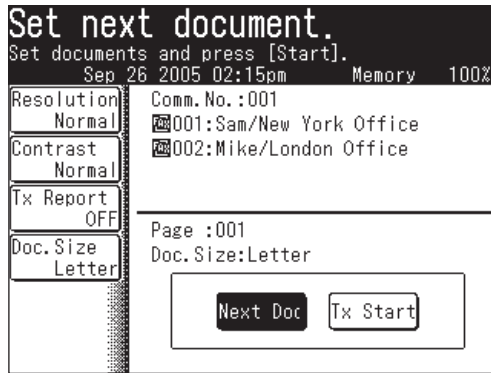 Set next document.
Set documents and press [Start].
Sep 26 2005 02:15pm Memory 100%
Resolution
Normal
Contrast
Normal
Tx Report
OFF
Doc.Size
Letter
Comm.No.:001
FAX 001:Sam/New York Office
FAX 002:Mike/London Office
Page :001
Doc.Size:Letter
Next Doc
Tx Start